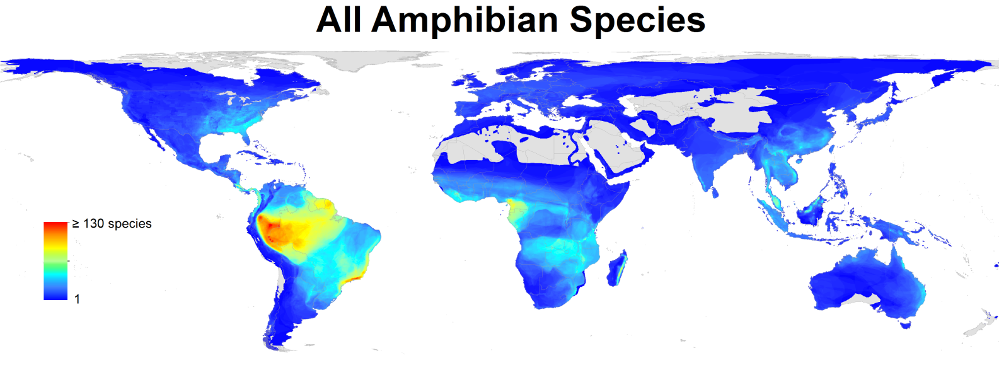 All Amphibian Species
≥ 130 species
1